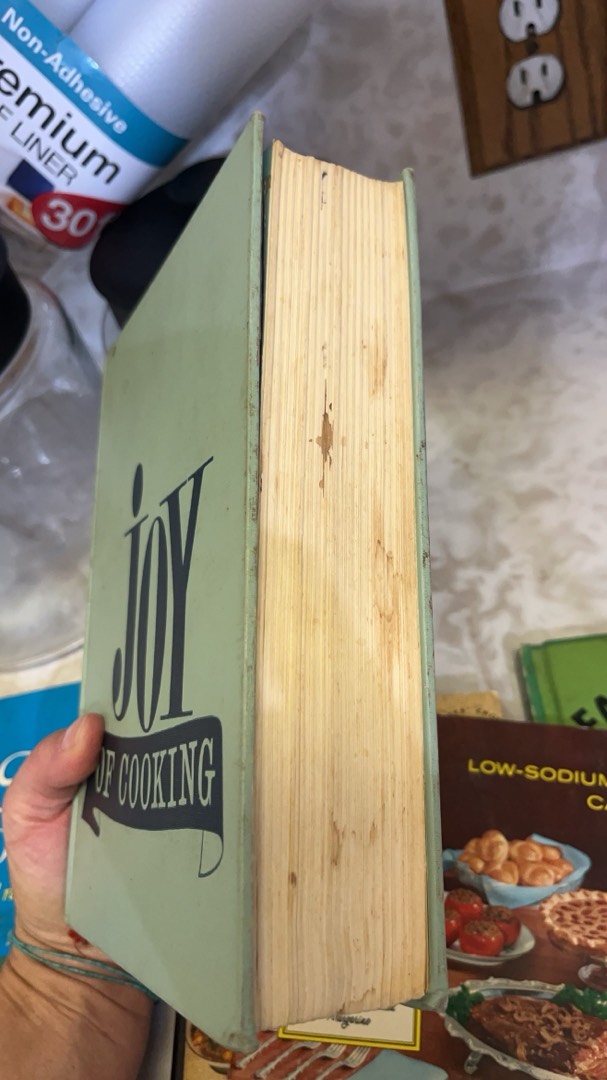 Non-Adhesive
emium
LINER
30
JOY
OF COOKING
LOW-SODIUM